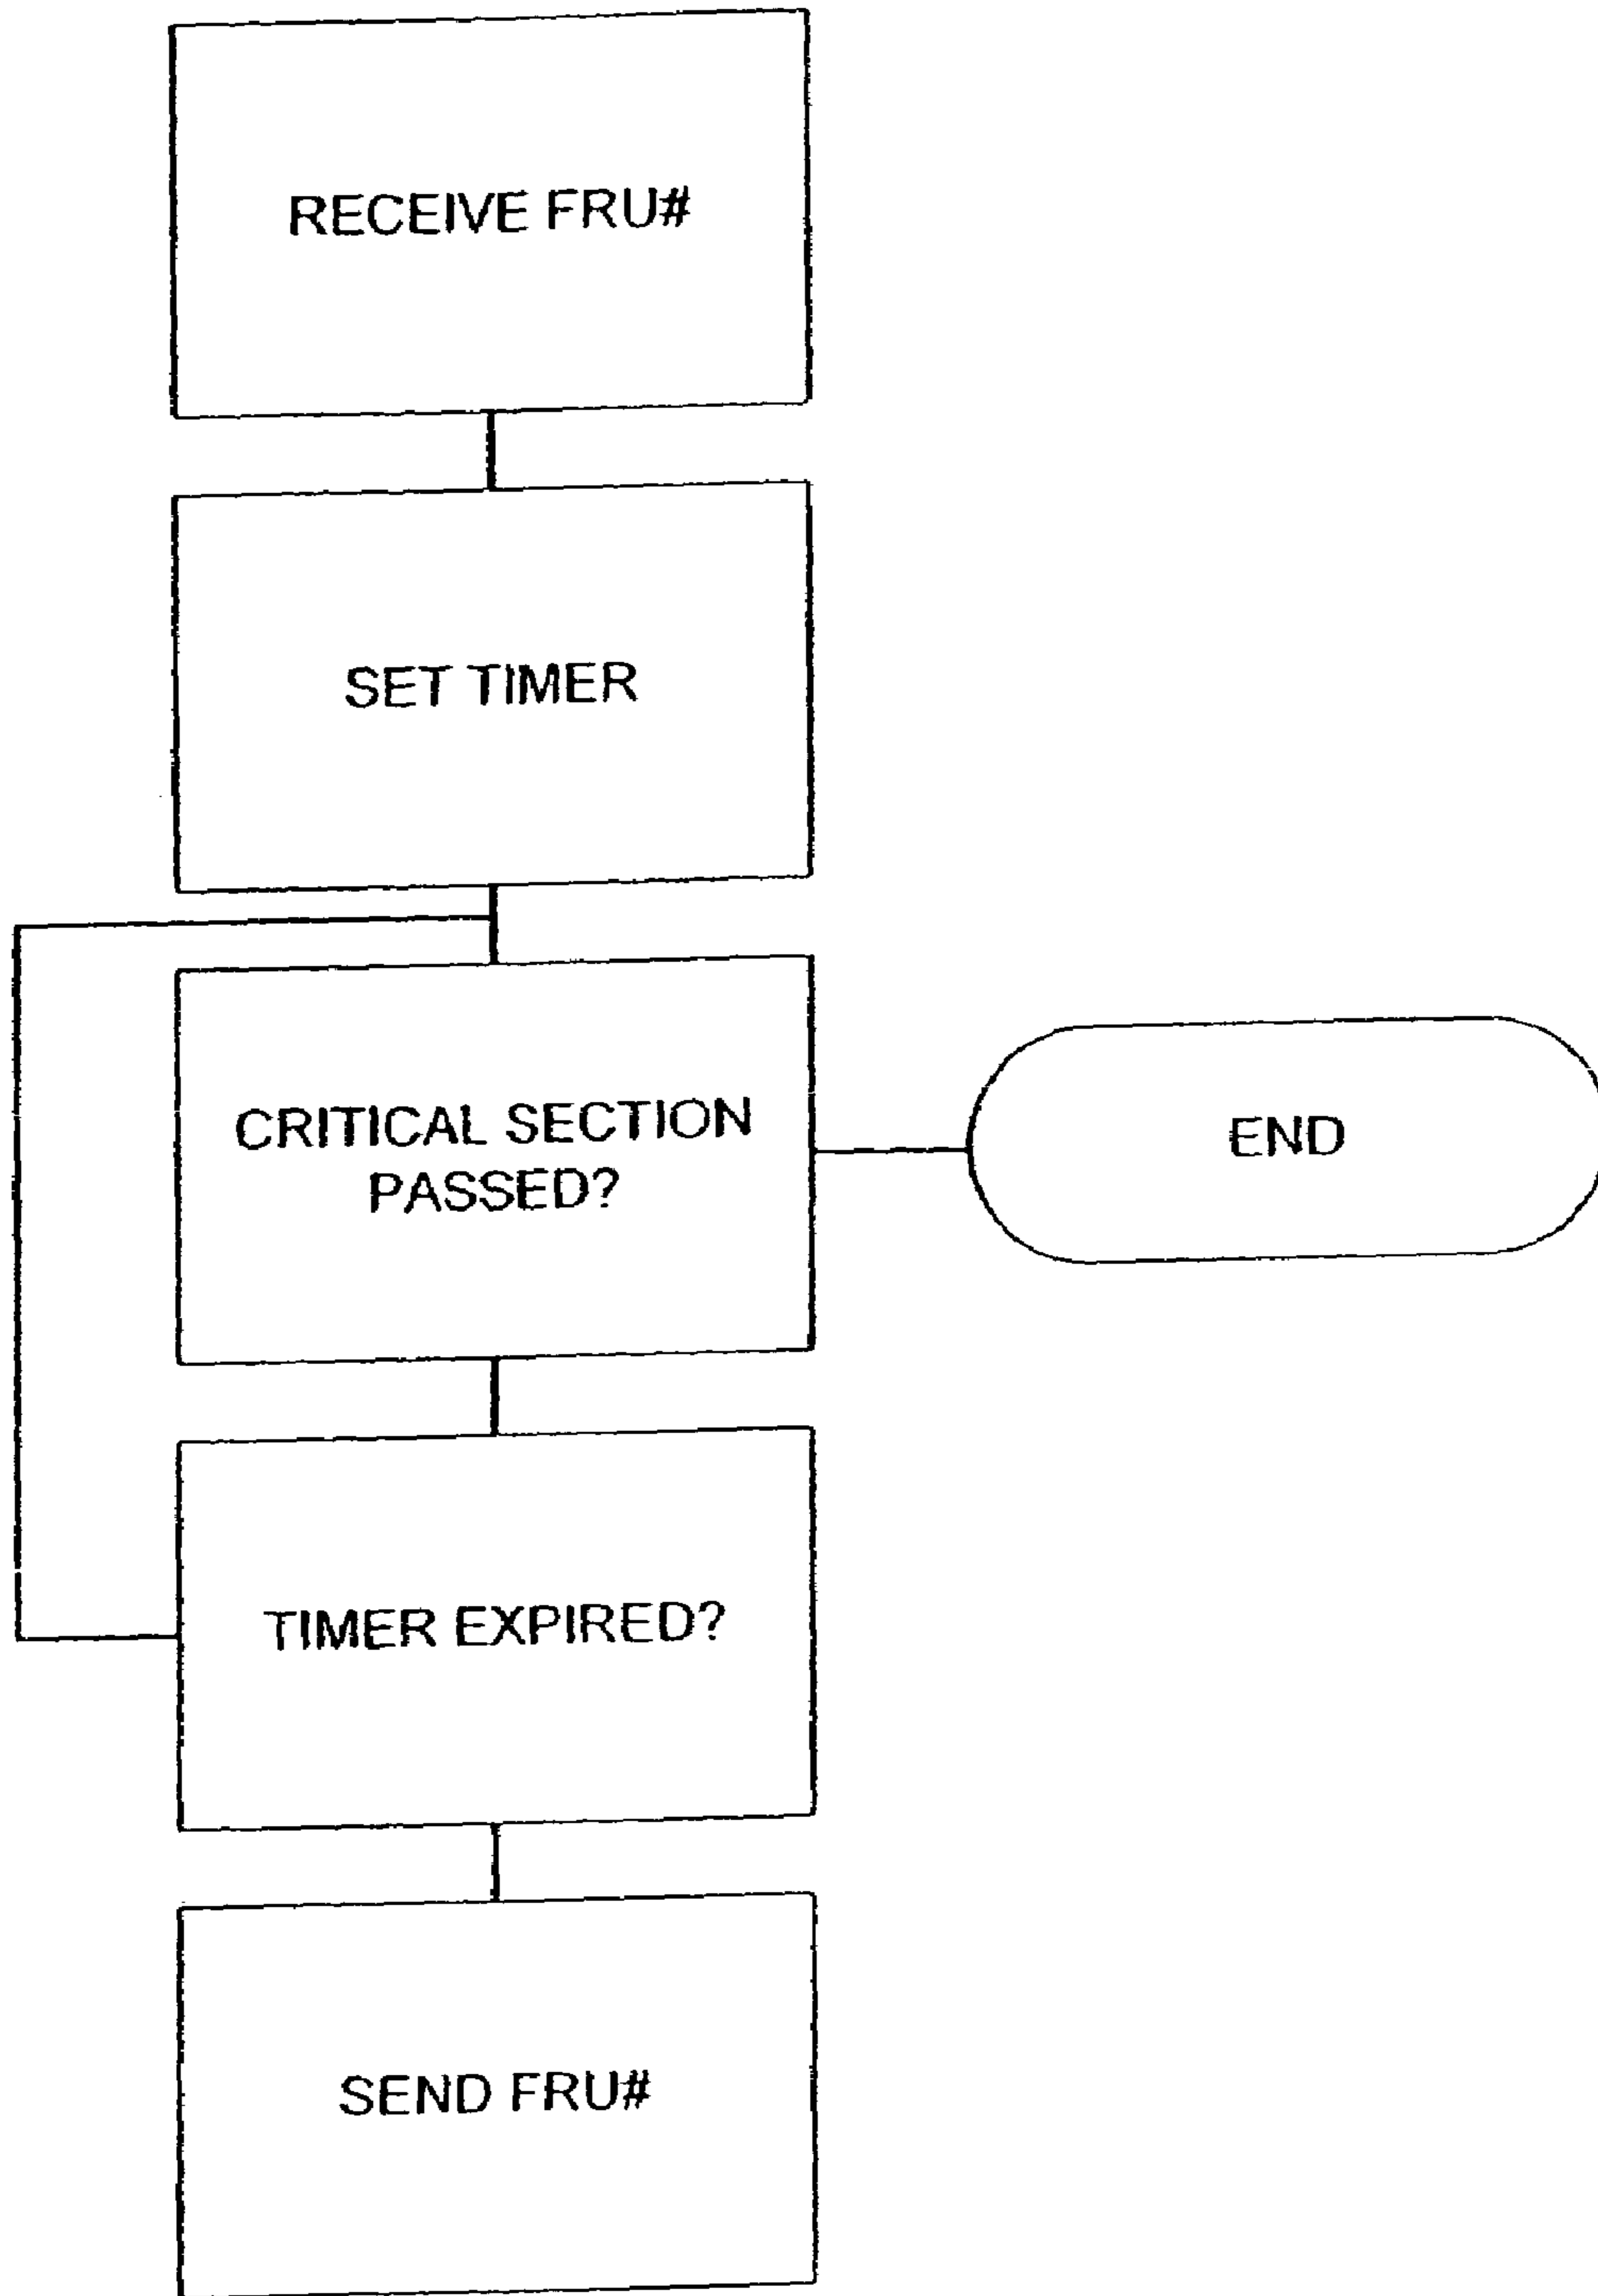 RECEIVE FRU#
SET TIMER
CRITICAL SECTION
PASSED?
END
TIMER EXPIRED?
SEND FRU#